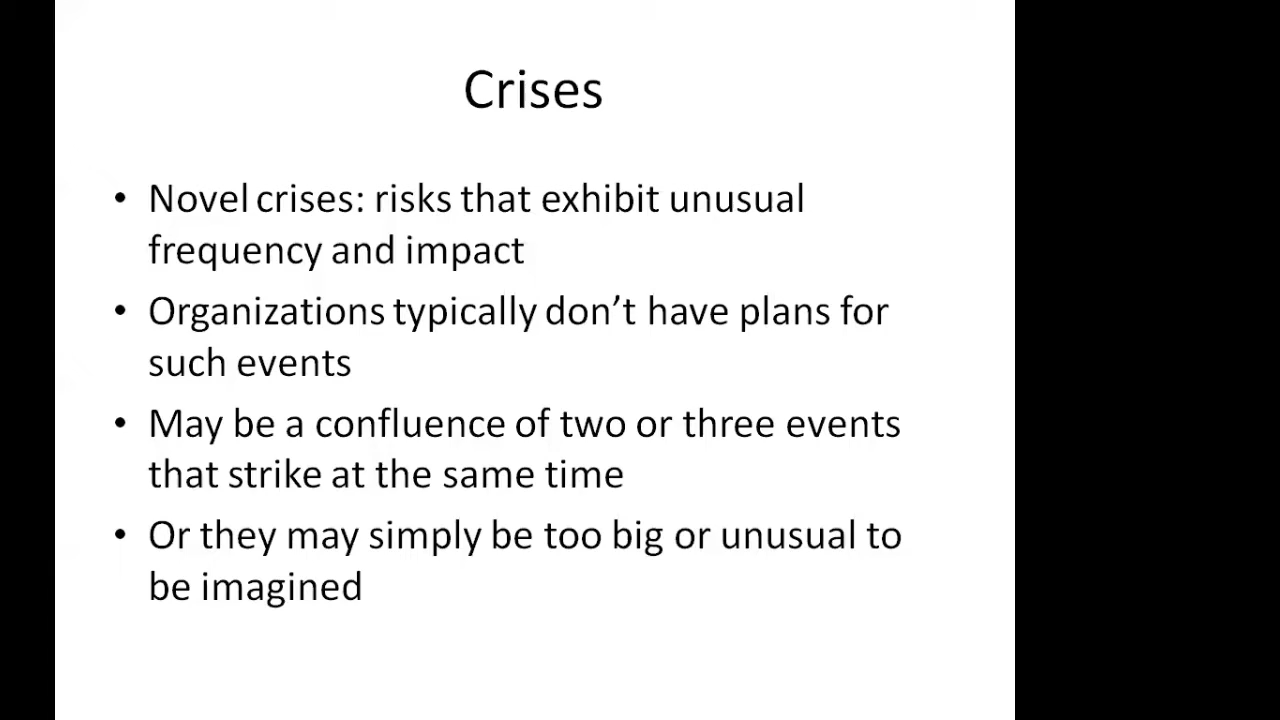 Crises
• Novel crises: risks that exhibit unusual
frequency and impact
• Organizations typically don’t have plans for
such events
• May be a confluence of two or three events
that strike at the same time
• Or they may simply be too big or unusual to
be imagined